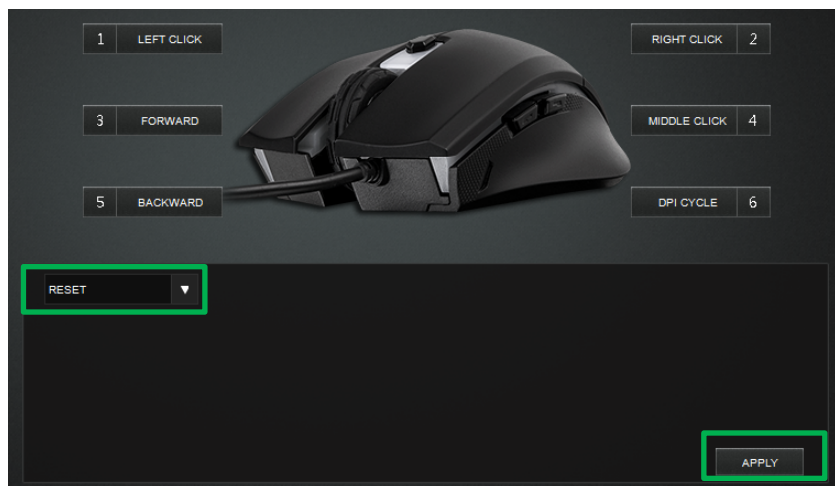 1 LEFT CLICK
RIGHT CLICK 2
3 FORWARD
MIDDLE CLICK 4
5 BACKWARD
DPI CYCLE 6
RESET
APPLY